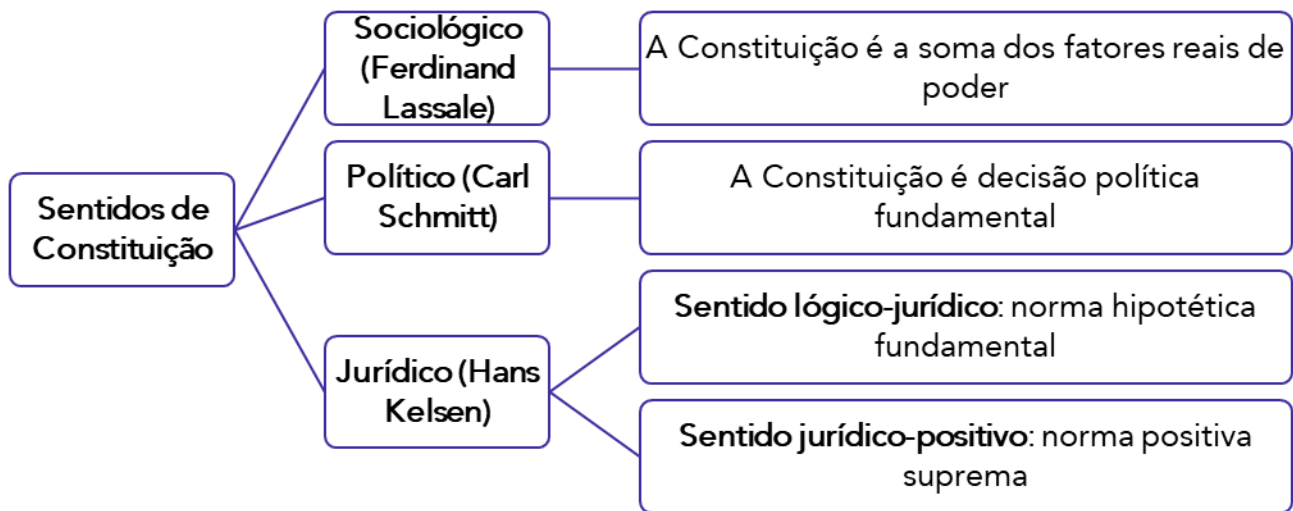 Sentidos de
Constituição
Sociológico
(Ferdinand
Lassale)
A Constituição é a soma dos fatores reais de
poder
Político (Carl
Schmitt)
A Constituição é decisão política
fundamental
Jurídico (Hans
Kelsen)
Sentido lógico-jurídico: norma hipotética
fundamental
Sentido jurídico-positivo: norma positiva
suprema